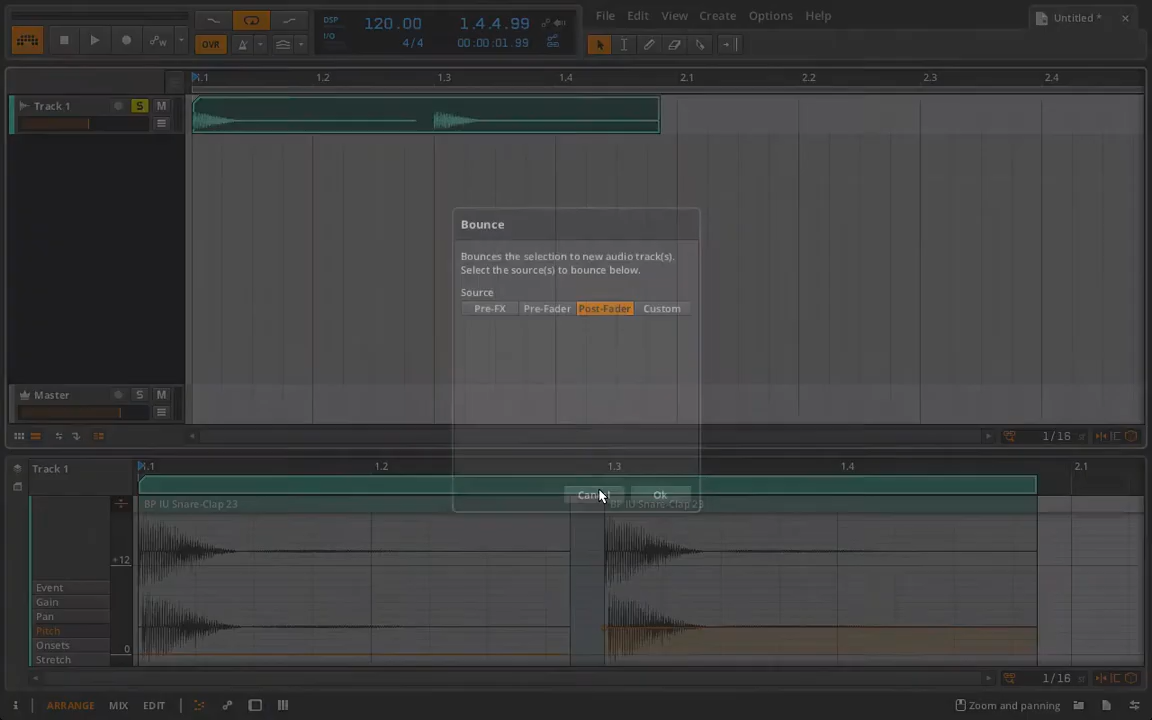 DSP
I/O
120.00
4/4
1.4.4.99
00:00:01.99
OVR
File Edit View Create Options Help
Untitled *
1.2 1.3 1.4 2.1 2.2 2.3 2.4
Track 1
S M
Bounce
Bounces the selection to new audio track(s).
Select the source(s) to bounce below.
Source
Pre-FX Pre-Fader Post-Fader Custom
Master
S M
1/16
Ok
Track 1
1.2 1.3 1.4 2.1
BP IU Snare-Clap 23
BP IU Snare-Clap 23
+12
0
Event
Gain
Pan
Pitch
Onsets
Stretch
1/16
ARRANGE MIX EDIT
Zoom and panning